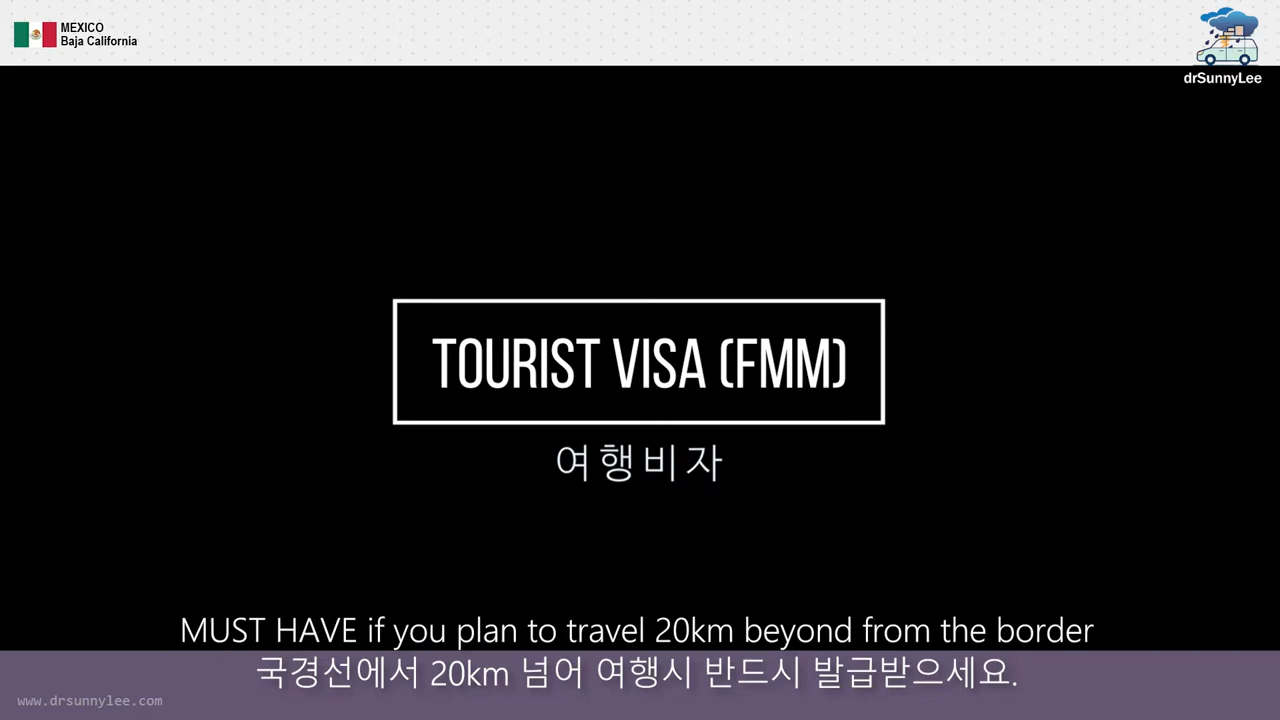 MEXICO
Baja California
drSunnyLee
TOURIST VISA (FMM)
여행비자
MUST HAVE if you plan to travel 20km beyond from the border
국경선에서 20km 넘어 여행시 반드시 발급받으세요.
www.drsunnylee.com